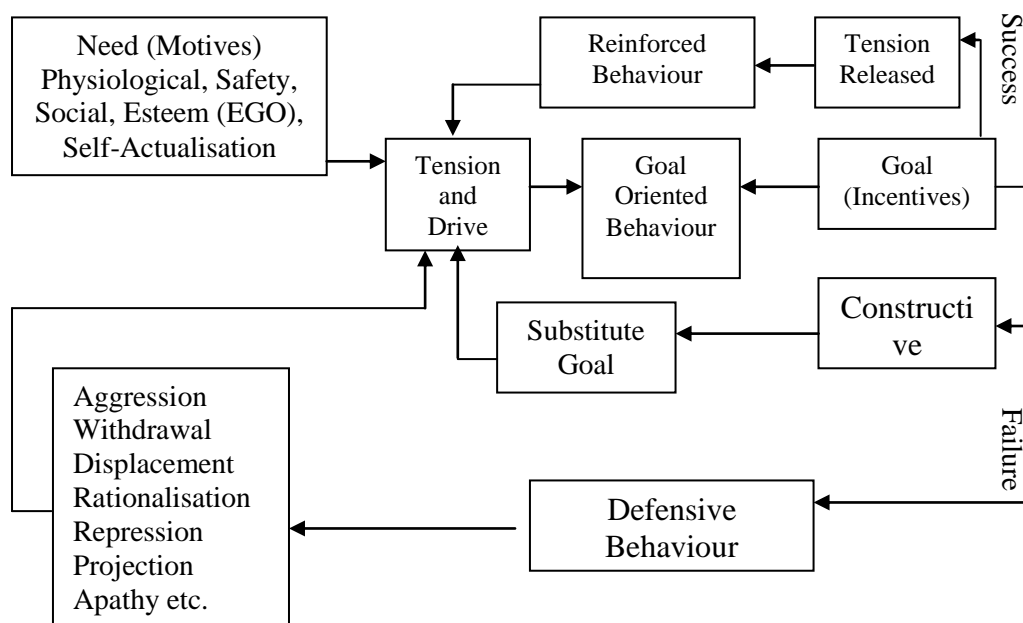 Need (Motives)
Physiological, Safety,
Social, Esteem (EGO),
Self-Actualisation
Reinforced
Behaviour
Tension
Released
Success
Tension
and
Drive
Goal
Oriented
Behaviour
Goal
(Incentives)
Substitute
Goal
Constructi
ve
Failure
Aggression
Withdrawal
Displacement
Rationalisation
Repression
Projection
Apathy etc.
Defensive
Behaviour